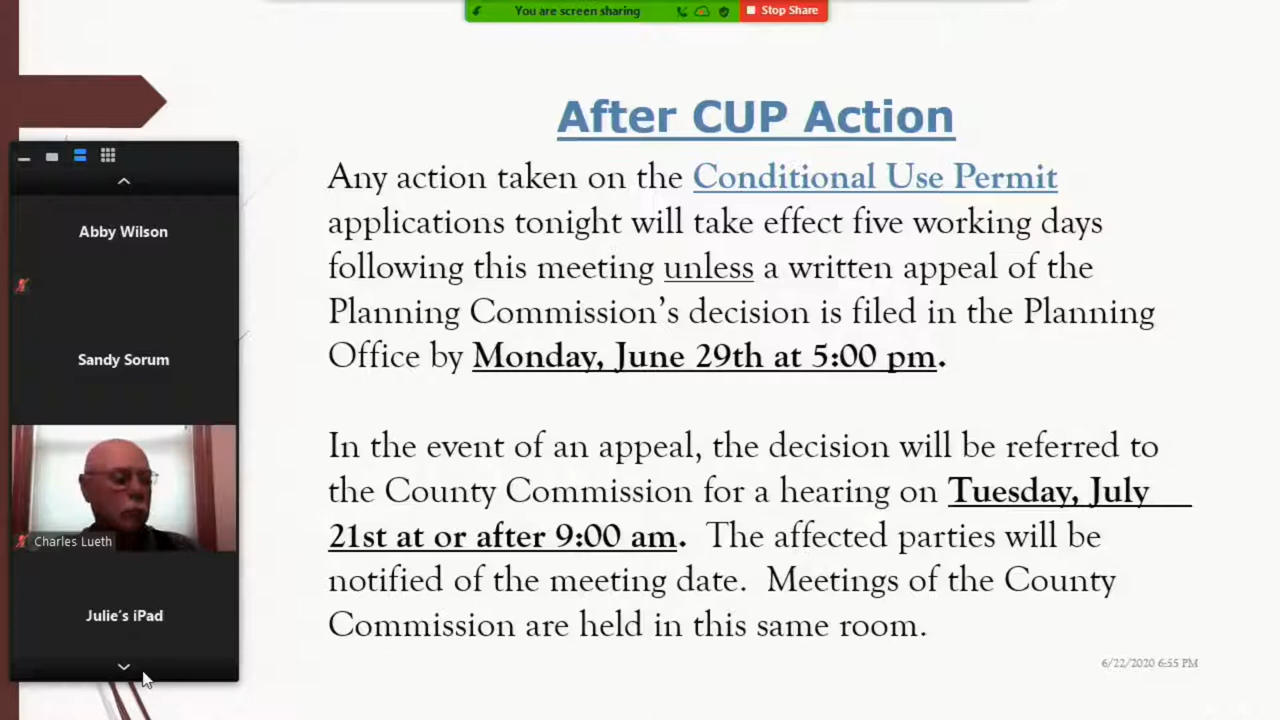 You are screen sharing
Stop Share
After CUP Action
Any action taken on the Conditional Use Permit
applications tonight will take effect five working days
following this meeting unless a written appeal of the
Planning Commission's decision is filed in the Planning
Office by Monday, June 29th at 5:00 pm.
In the event of an appeal, the decision will be referred to
the County Commission for a hearing on Tuesday, July
21st at or after 9:00 am. The affected parties will be
notified of the meeting date. Meetings of the County
Commission are held in this same room.
6/22/2020 6:55 PM
Abby Wilson
Sandy Sorum
Charles Lueth
Julie's iPad